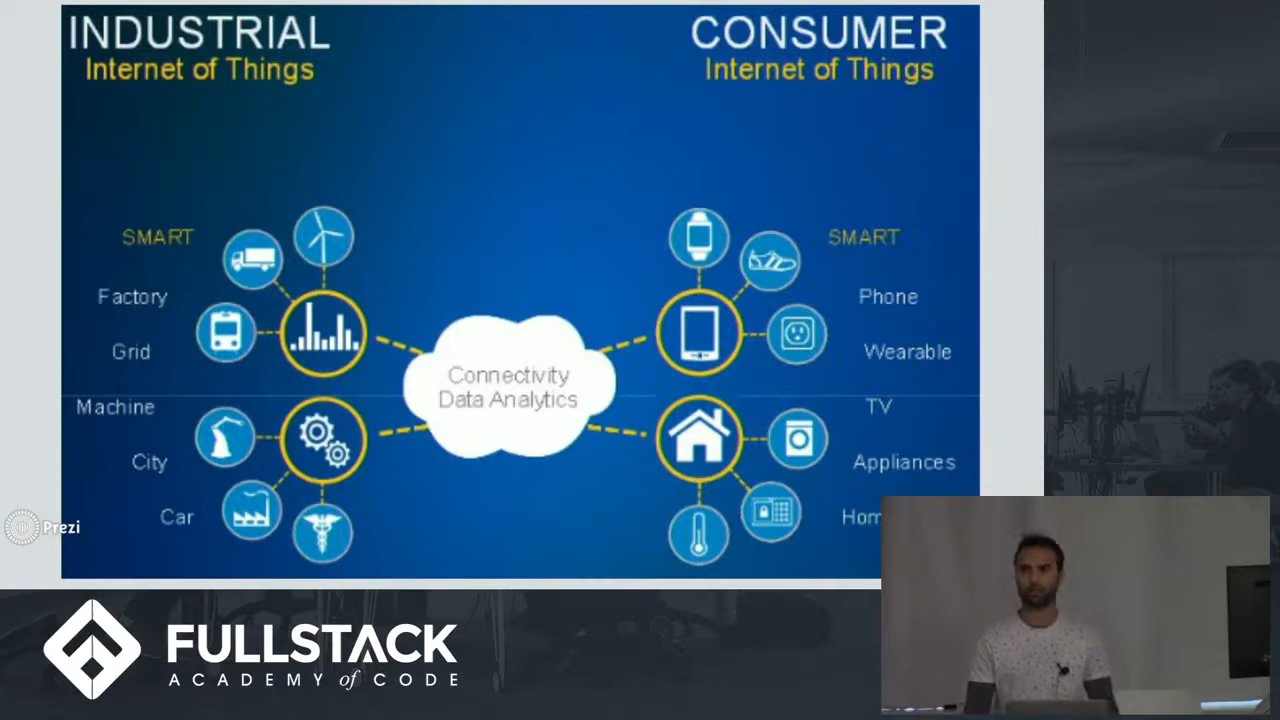 INDUSTRIAL
Internet of Things
CONSUMER
Internet of Things
SMART
Factory
Grid
Machine
City
Car
Connectivity
Data Analytics
SMART
Phone
Wearable
TV
Appliances
Prezi
FULLSTACK
ACADEMY of CODE